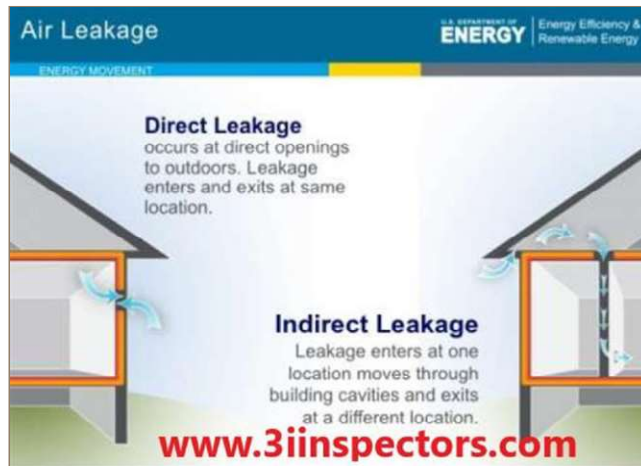 Air Leakage
U.S. DEPARTMENT OF
ENERGY
Energy Efficiency &
Renewable Energy
ENERGY MOVEMENT
Direct Leakage
occurs at direct openings
to outdoors. Leakage
enters and exits at same
location.
Indirect Leakage
Leakage enters at one
location moves through
building cavities and exits
at a different location.
www.3iinspectors.com